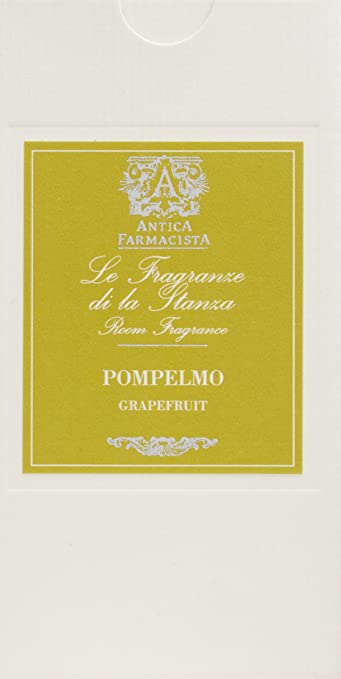 A
ANTICA
FARMACISTA
Le Fragranze
di la Stanza
Room Fragrance
POMPELMO
GRAPEFRUIT